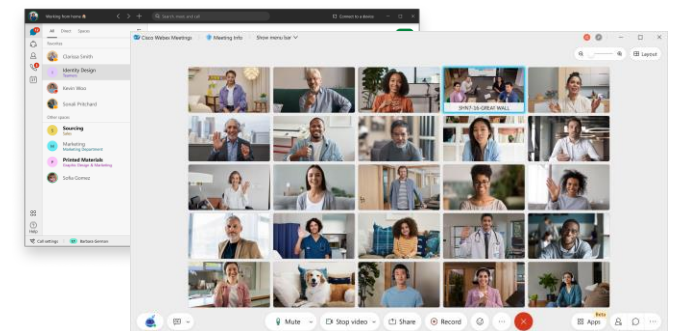 Working from home
Search, meet, and call
Connect to a device
All Direct Spaces
Clarissa Smith
Identity Design
Kevin Woo
Sonali Pritchard
Other spaces
Sourcing
Sales
Marketing
Marketing Department
Printed Materials
Graphic Design & Marketing
Sofia Gomez
Help
Call settings
Barbara German
Cisco Webex Meetings
Meeting info
Show menu bar
Layout
SYN7-16-GREAT WALL
Mute
Stop video
Share
Record
Beta
Apps